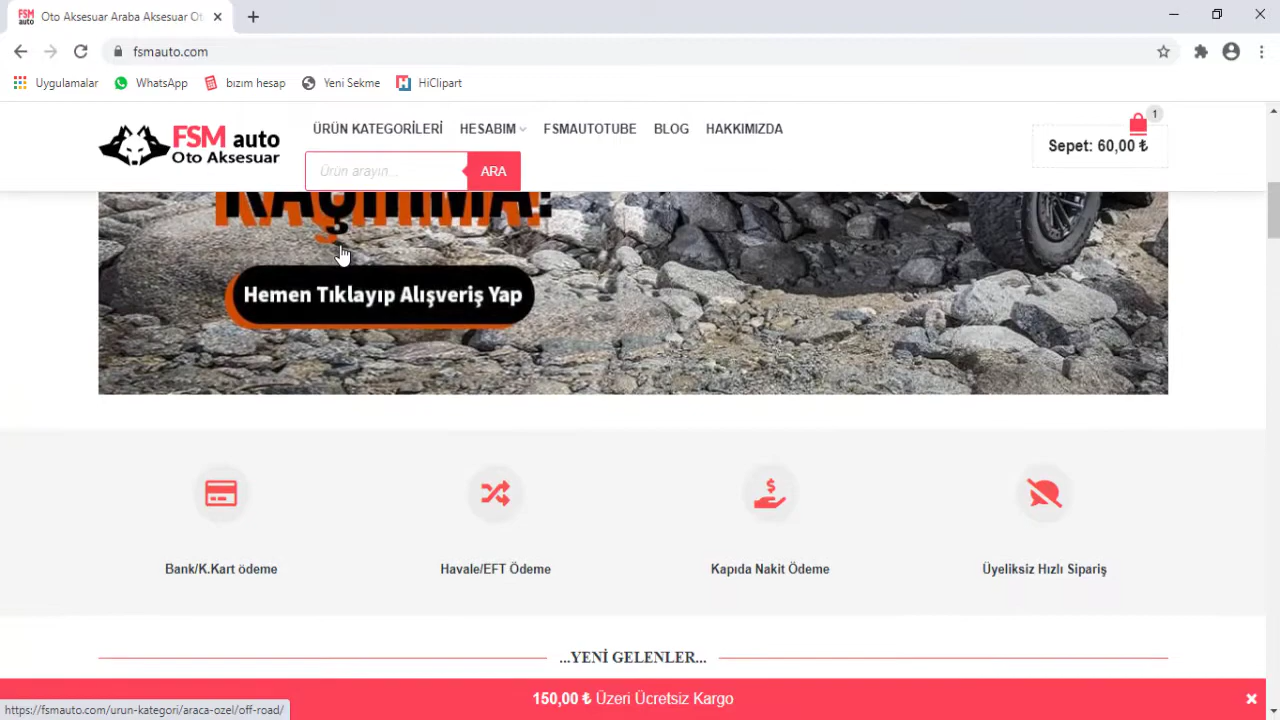 Oto Aksesuar Araba Aksesuar Ot
fsmauto.com
Uygulamalar
WhatsApp
bizim hesap
Yeni Sekme
HiClipart
FSM auto
Oto Aksesuar
ÜRÜN KATEGORİLERİ
HESABIM
FSMAUTOTUBE
BLOG
HAKKIMIZDA
1
Sepet: 60,00 ₺
Ürün arayın...
ARA
KAÇIRMA!
Hemen Tıklayıp Alışveriş Yap
Bank/K.Kart ödeme
Havale/EFT Ödeme
Kapıda Nakit Ödeme
Üyeliksiz Hızlı Sipariş
...YENİ GELENLER...
150,00 ₺ Üzeri Ücretsiz Kargo
https://fsmauto.com/urun-kategori/araca-ozel/off-road/